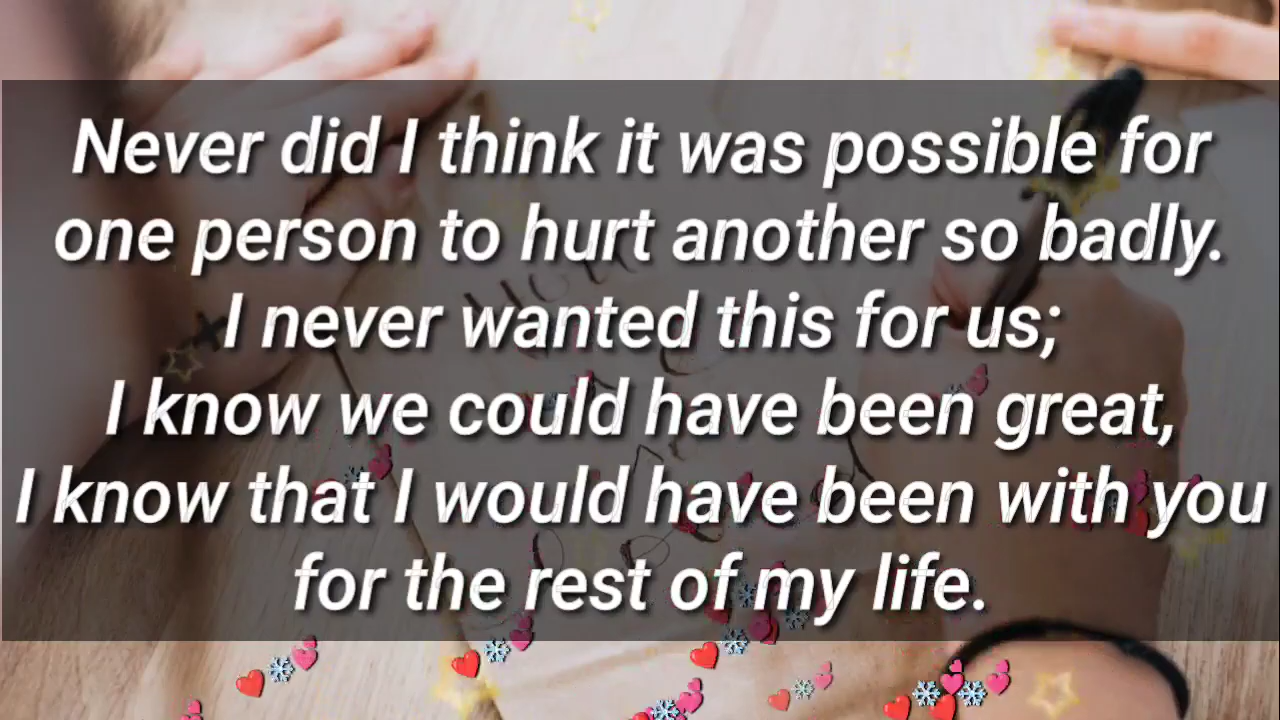 Never did I think it was possible for
one person to hurt another so badly.
I never wanted this for us;
I know we could have been great,
I know that I would have been with you
for the rest of my life.